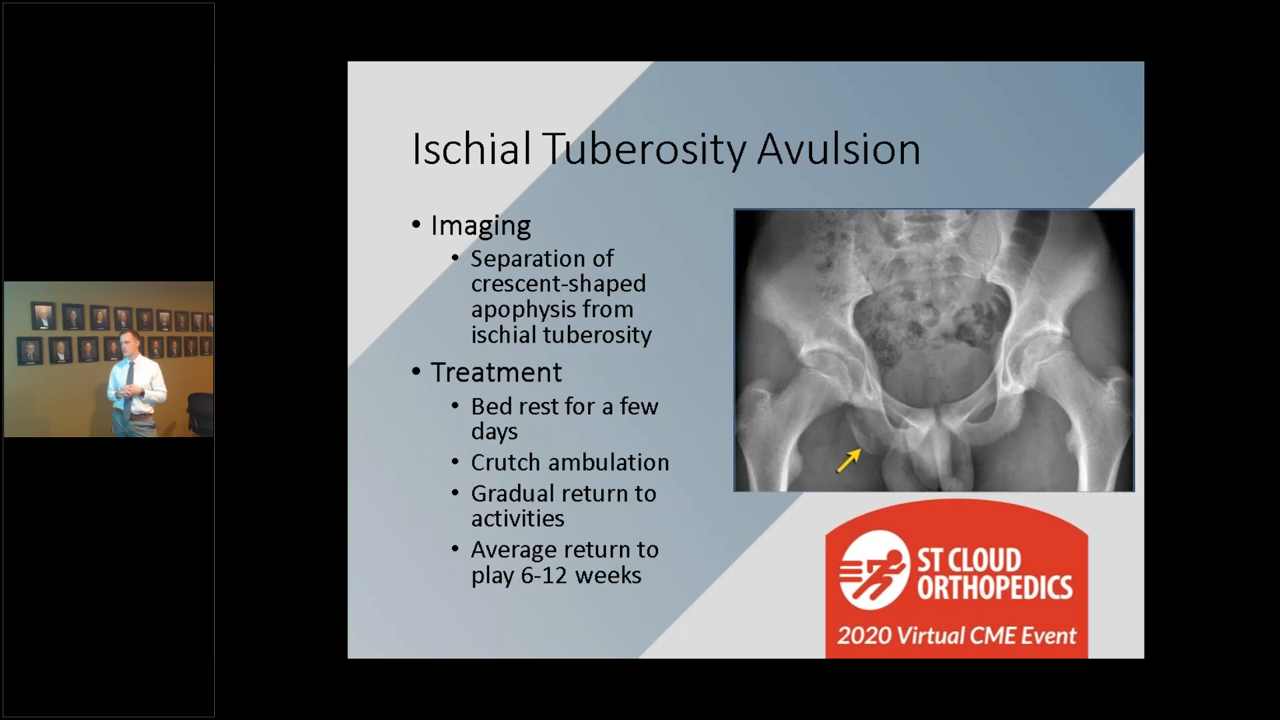 Ischial Tuberosity Avulsion
• Imaging
• Separation of
crescent-shaped
apophysis from
ischial tuberosity
• Treatment
• Bed rest for a few
days
• Crutch ambulation
• Gradual return to
activities
• Average return to
play 6-12 weeks
ST CLOUD
ORTHOPEDICS
2020 Virtual CME Event